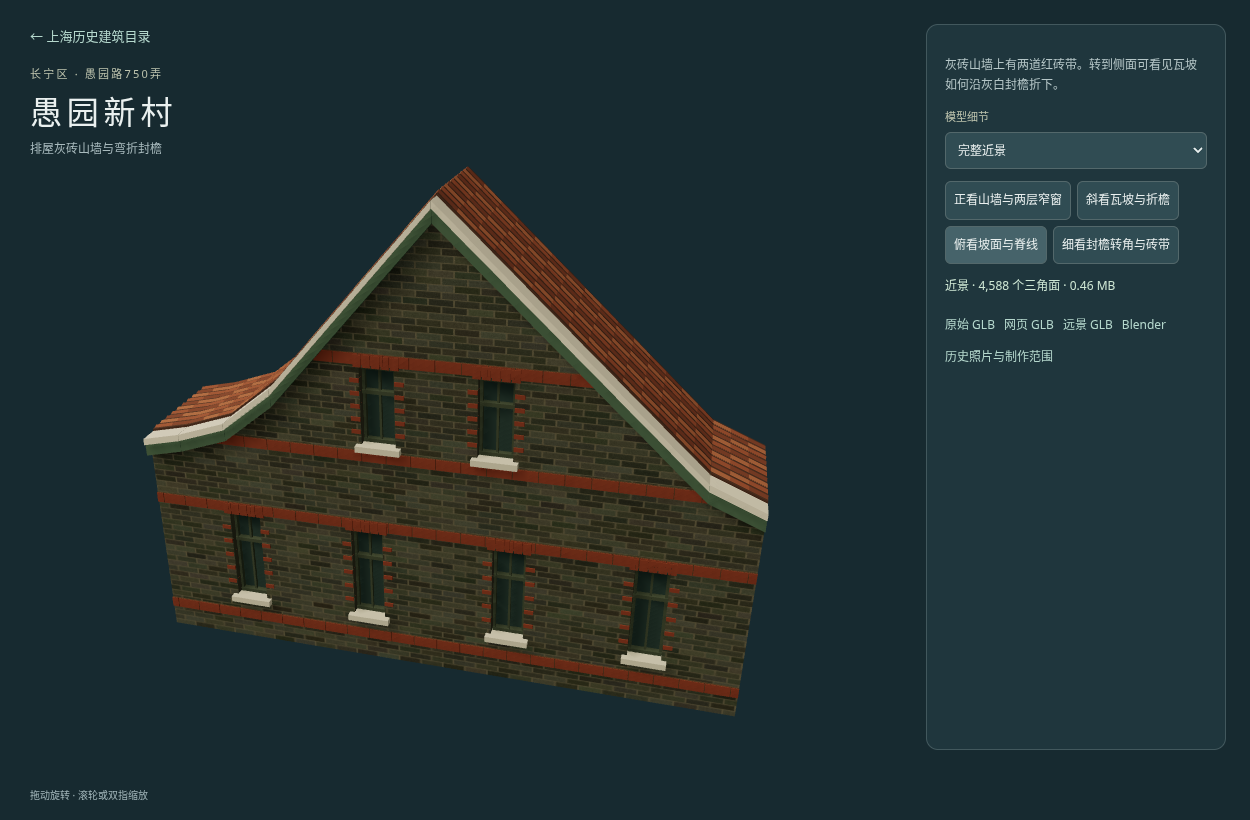 ← 上海历史建筑目录
长宁区 · 愚园路750弄
愚园新村
排屋灰砖山墙与弯折封檐
灰砖山墙上有两道红砖带。转到侧面可看见瓦坡
如何沿灰白封檐折下。
模型细节
完整近景
正看山墙与两层窄窗
斜看瓦坡与折檐
俯看坡面与脊线
细看封檐转角与砖带
近景 · 4,588 个三角面 · 0.46 MB
原始 GLB 网页 GLB 远景 GLB Blender
历史照片与制作范围
拖动旋转 · 滚轮或双指缩放